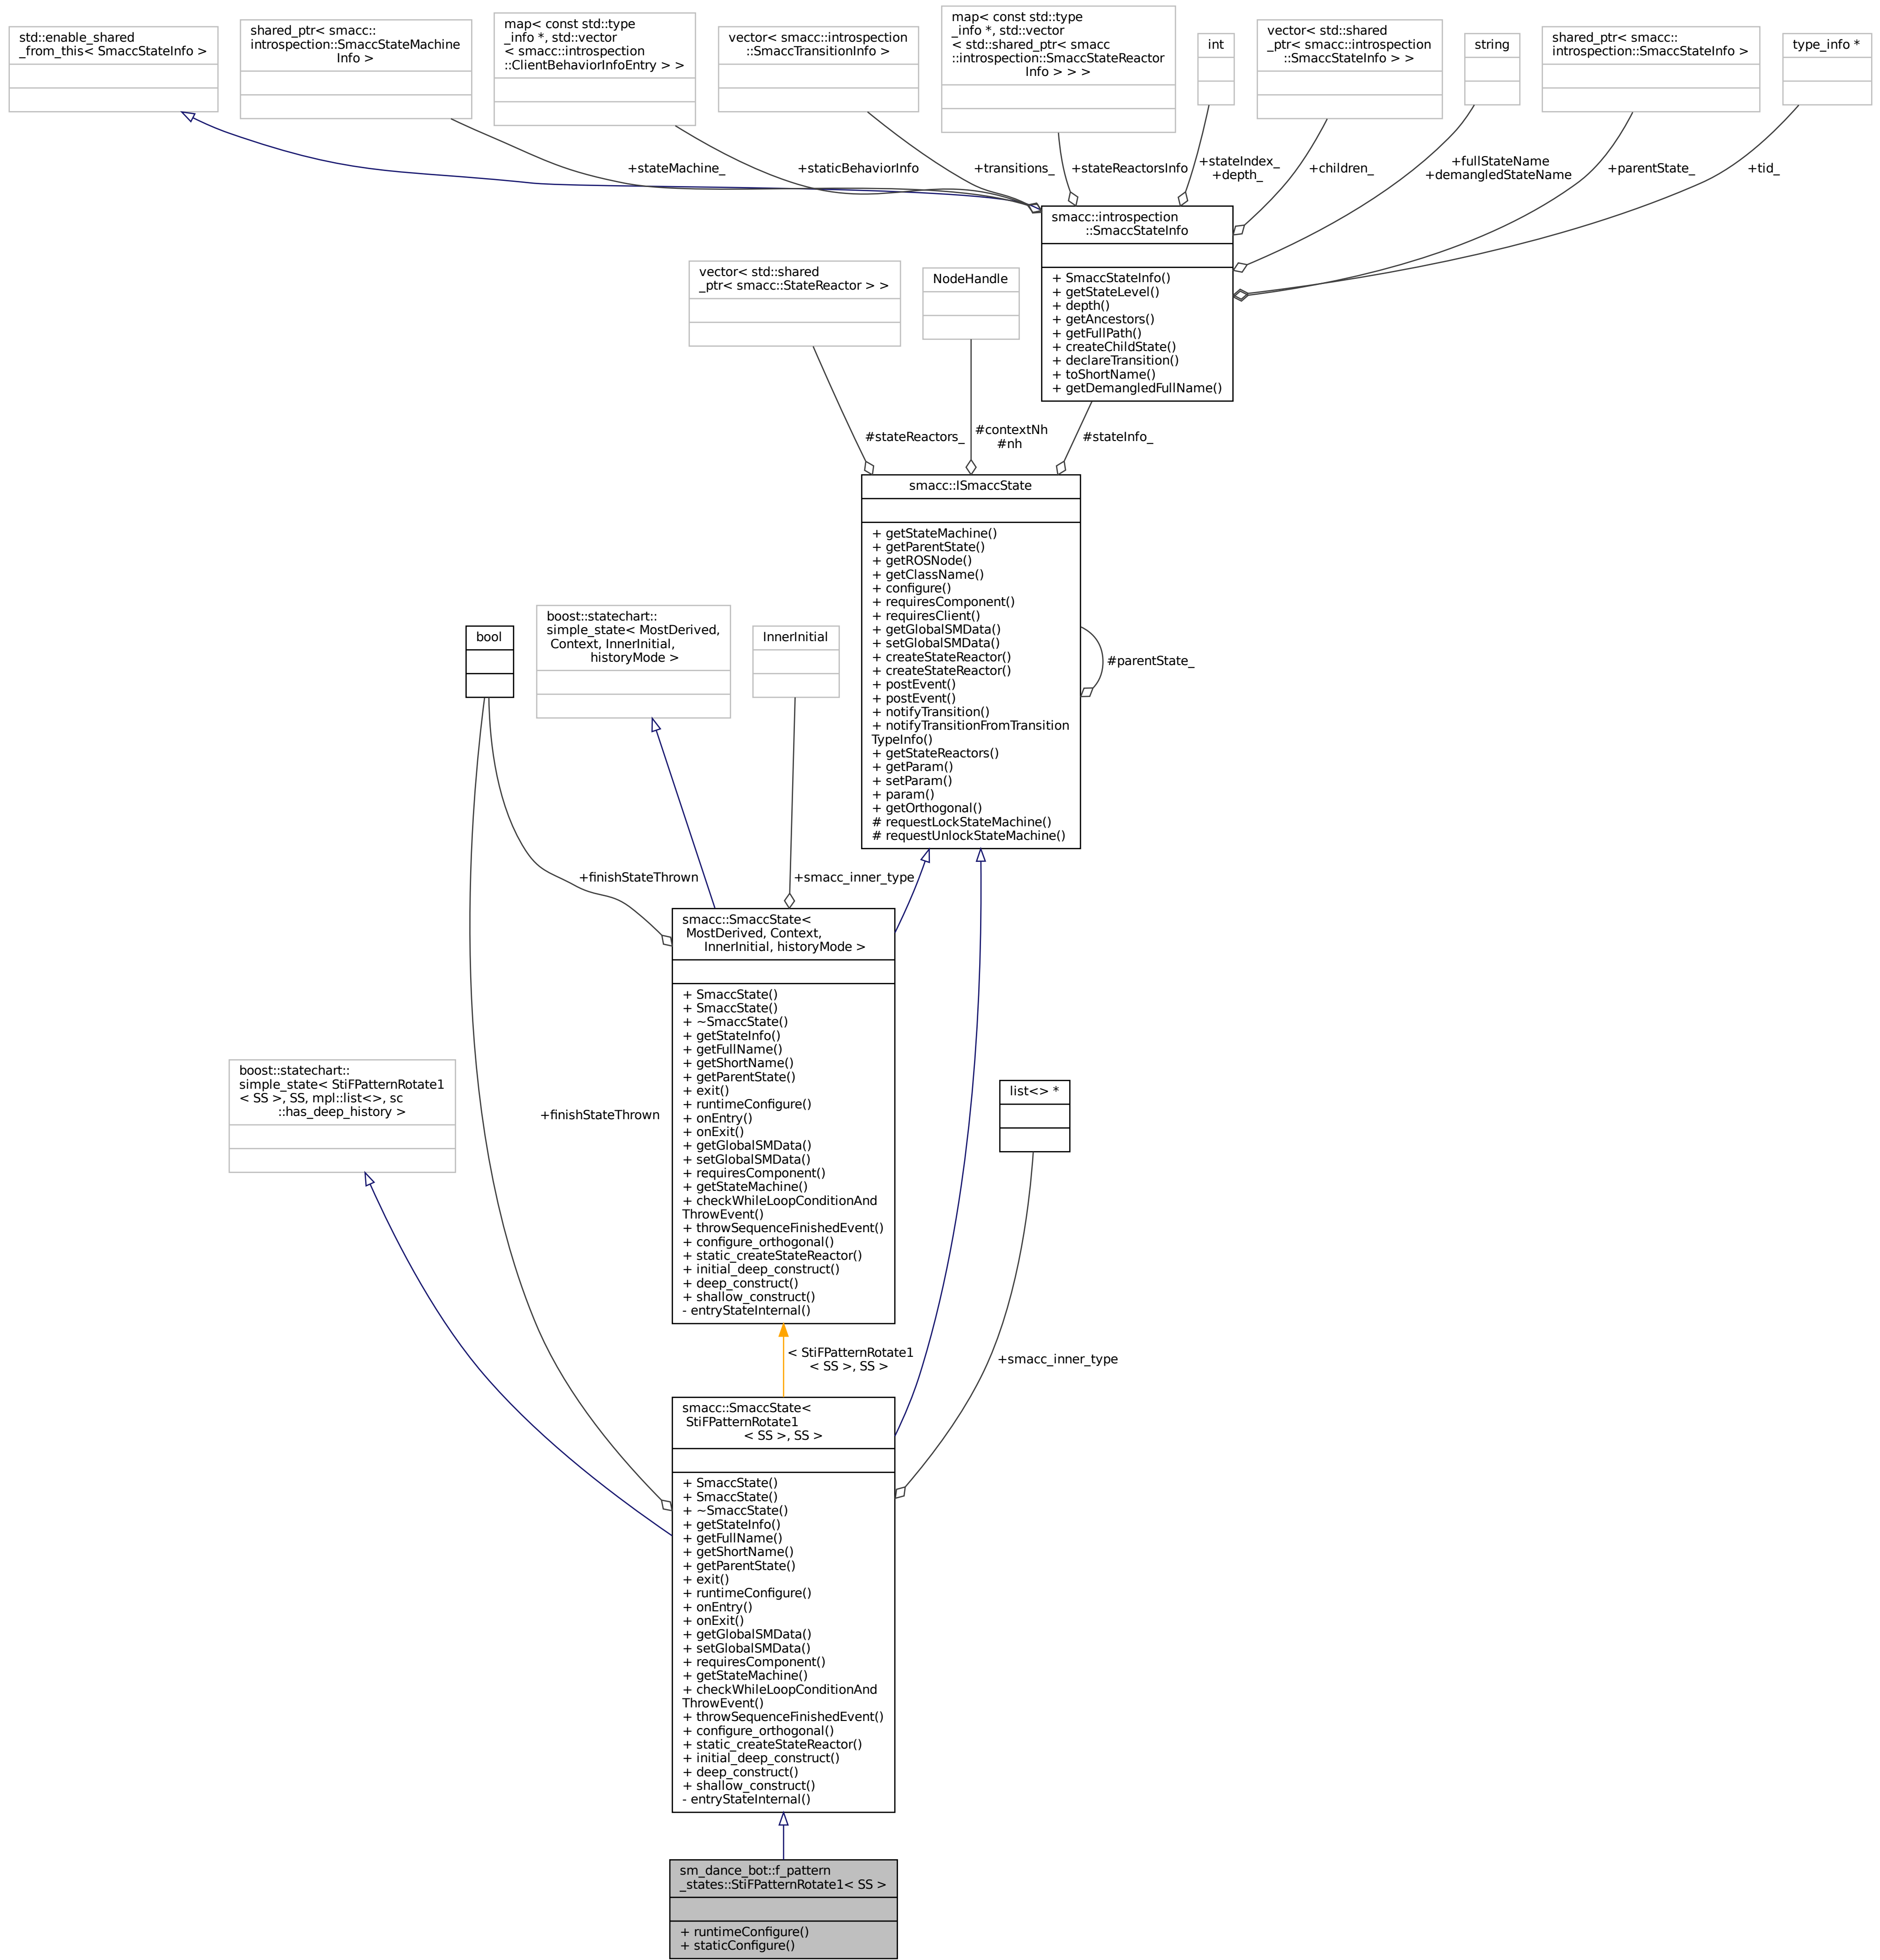 std::enable_shared
_from_this< SmaccStateInfo >
shared_ptr< smacc::
introspection::SmaccStateMachine
Info >
map< const std::type
_info *, std::vector
< smacc::introspection
::ClientBehaviorInfoEntry > >
vector< smacc::introspection
::SmaccTransitionInfo >
map< const std::type
_info *, std::vector
< std::shared_ptr< smacc
::introspection::SmaccStateReactor
Info > > >
int
vector< std::shared
_ptr< smacc::introspection
::SmaccStateInfo > >
string
shared_ptr< smacc::
introspection::SmaccStateInfo >
type_info *
+stateMachine_
+staticBehaviorInfo
+transitions_
+stateReactorsInfo
+stateIndex_
+depth_
+children_
+fullStateName
+demangledStateName
+parentState_
+tid_
smacc::introspection
::SmaccStateInfo
+ SmaccStateInfo()
+ getStateLevel()
+ depth()
+ getAncestors()
+ getFullPath()
+ createChildState()
+ declareTransition()
+ toShortName()
+ getDemangledFullName()
vector< std::shared
_ptr< smacc::StateReactor > >
NodeHandle
#stateReactors_
#contextNh
#nh
#stateInfo_
smacc::ISmaccState
+ getStateMachine()
+ getParentState()
+ getROSNode()
+ getClassName()
+ configure()
+ requiresComponent()
+ requiresClient()
+ getGlobalSMData()
+ setGlobalSMData()
+ createStateReactor()
+ createStateReactor()
+ postEvent()
+ postEvent()
+ notifyTransition()
+ notifyTransitionFromTransition
TypeInfo()
+ getStateReactors()
+ getParam()
+ setParam()
+ param()
+ getOrthogonal()
# requestLockStateMachine()
# requestUnlockStateMachine()
#parentState_
bool
boost::statechart::
simple_state< MostDerived,
Context, InnerInitial,
historyMode >
InnerInitial
+finishStateThrown
+smacc_inner_type
smacc::SmaccState<
MostDerived, Context,
InnerInitial, historyMode >
+ SmaccState()
+ SmaccState()
+ ~SmaccState()
+ getStateInfo()
+ getFullName()
+ getShortName()
+ getParentState()
+ exit()
+ runtimeConfigure()
+ onEntry()
+ onExit()
+ getGlobalSMData()
+ setGlobalSMData()
+ requiresComponent()
+ getStateMachine()
+ checkWhileLoopConditionAnd
ThrowEvent()
+ throwSequenceFinishedEvent()
+ configure_orthogonal()
+ static_createStateReactor()
+ initial_deep_construct()
+ deep_construct()
+ shallow_construct()
- entryStateInternal()
boost::statechart::
simple_state< StiFPatternRotate1
< SS >, SS, mpl::list<>, sc
::has_deep_history >
+finishStateThrown
list<> *
< StiFPatternRotate1
< SS >, SS >
+smacc_inner_type
smacc::SmaccState<
StiFPatternRotate1
< SS >, SS >
+ SmaccState()
+ SmaccState()
+ ~SmaccState()
+ getStateInfo()
+ getFullName()
+ getShortName()
+ getParentState()
+ exit()
+ runtimeConfigure()
+ onEntry()
+ onExit()
+ getGlobalSMData()
+ setGlobalSMData()
+ requiresComponent()
+ getStateMachine()
+ checkWhileLoopConditionAnd
ThrowEvent()
+ throwSequenceFinishedEvent()
+ configure_orthogonal()
+ static_createStateReactor()
+ initial_deep_construct()
+ deep_construct()
+ shallow_construct()
- entryStateInternal()
sm_dance_bot::f_pattern
_states::StiFPatternRotate1< SS >
+ runtimeConfigure()
+ staticConfigure()